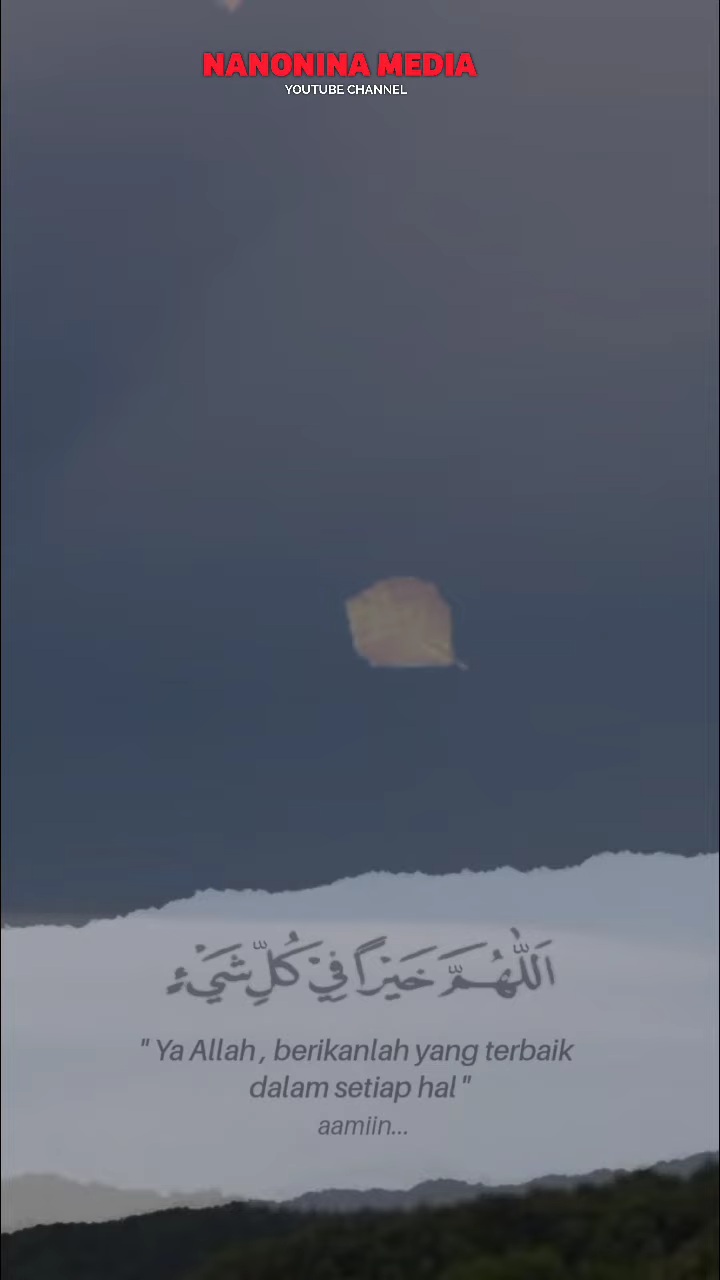 NANONINA MEDIA
YOUTUBE CHANNEL
اَللّٰهُمَّ خَيْرًا فِيْ كُلِّ شَيْءٍ
" Ya Allah , berikanlah yang terbaik
dalam setiap hal "
aamiin...